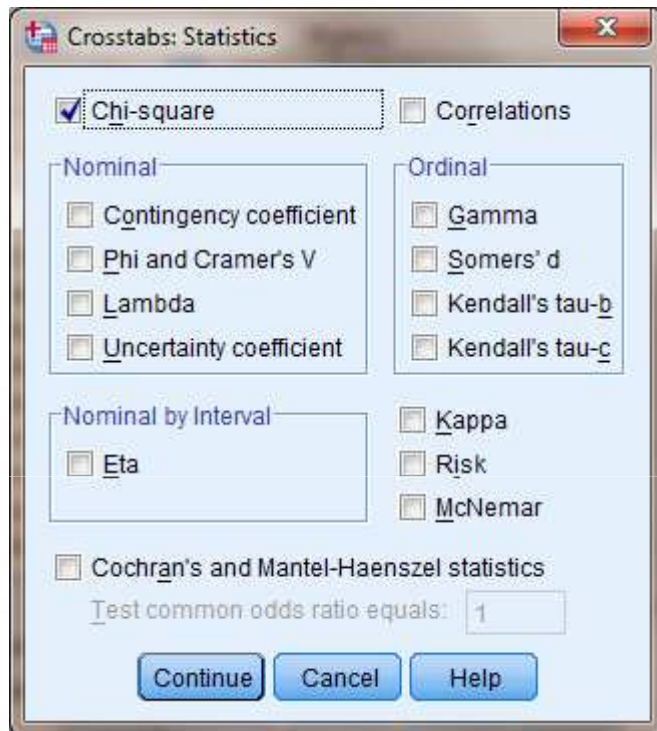 Crosstabs: Statistics
Chi-square
Correlations
Nominal
Contingency coefficient
Phi and Cramer's V
Lambda
Uncertainty coefficient
Ordinal
Gamma
Somers' d
Kendall's tau-b
Kendall's tau-c
Nominal by Interval
Eta
Kappa
Risk
McNemar
Cochran's and Mantel-Haenszel statistics
Test common odds ratio equals: 1
Continue Cancel Help